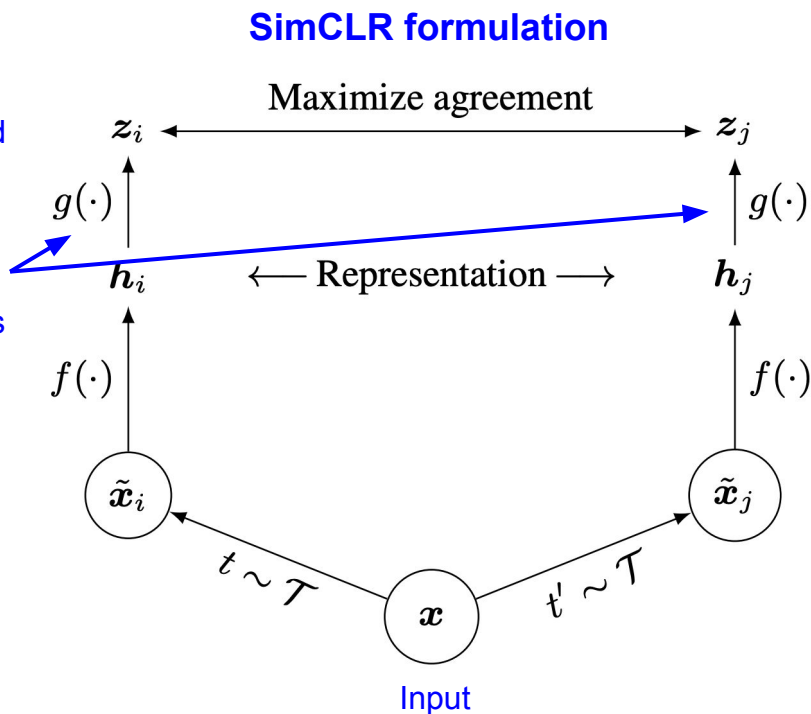 SimCLR formulation
Maximize agreement
d
z_i
z_j
g(·)
g(·)
h_i
← Representation →
h_j
s
f(·)
f(·)
x̃_i
x̃_j
t ∼ 𝒯
t′ ∼ 𝒯
x
Input